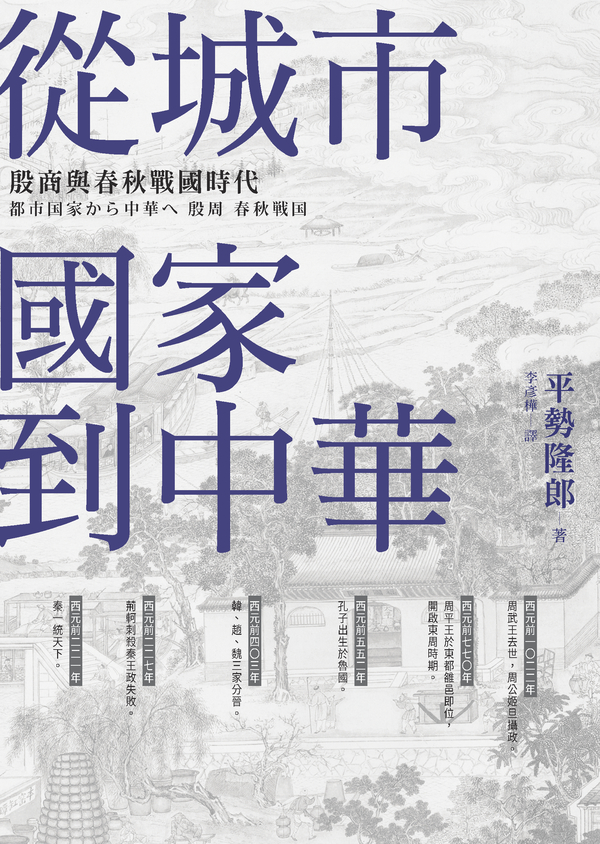 從城市
殷商與春秋戰國時代
都市国家から中華へ 殷周 春秋戦国
國家
到中華
平勢隆郎 著
李彥樺 譯
西元前一〇二二年
周武王去世，周公姬旦攝政。
西元前七七〇年
周平王於東都雒邑即位，
開啟東周時期。
西元前五五二年
孔子出生於魯國。
西元前四〇三年
韓、趙、魏三家分晉。
西元前二二七年
荊軻刺殺秦王政失敗。
西元前二二一年
秦一統天下。